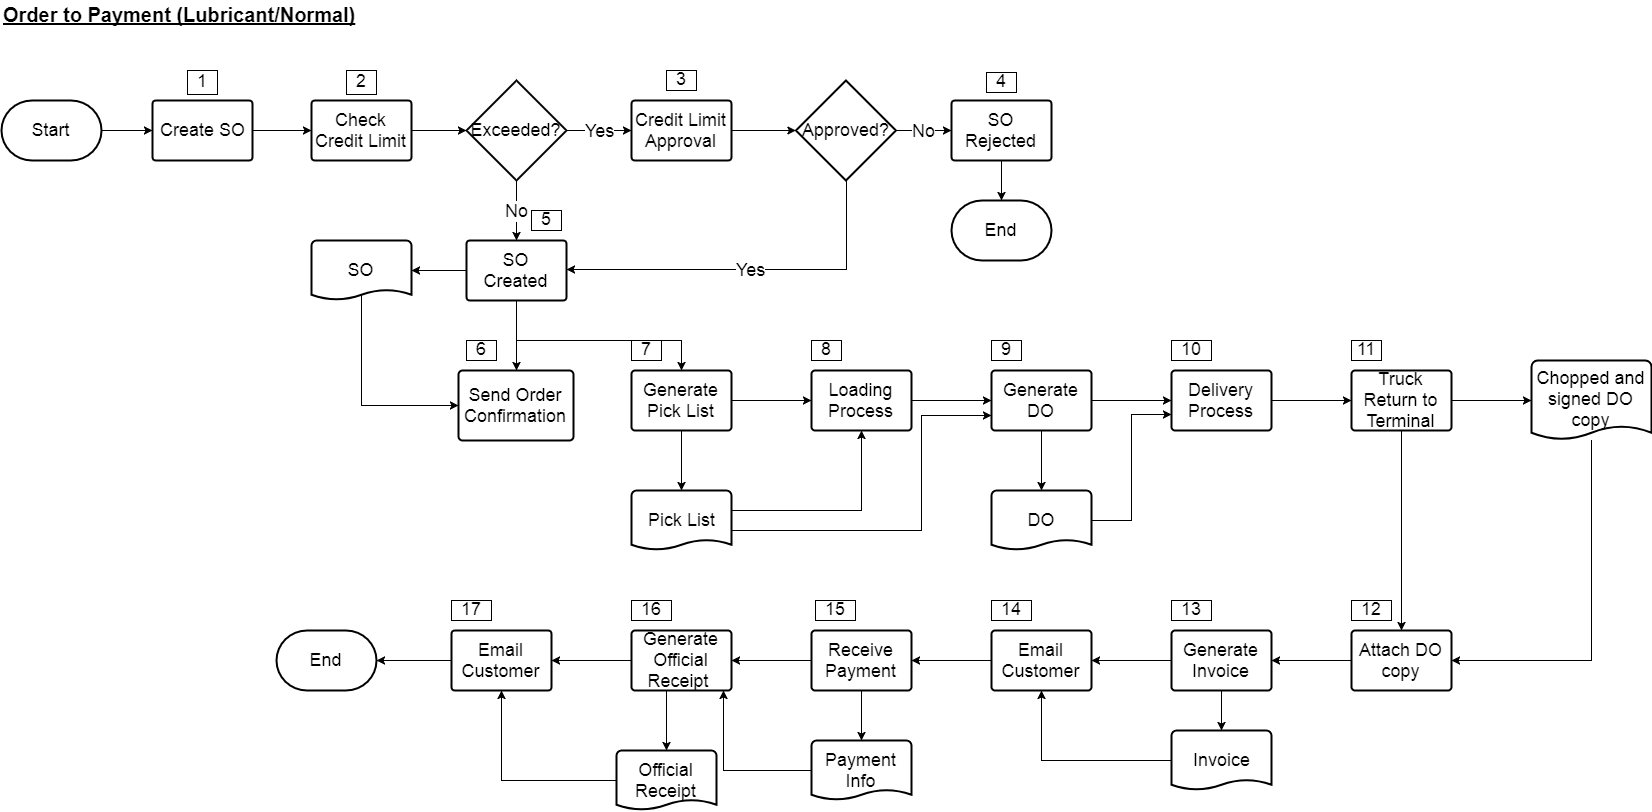 Order to Payment (Lubricant/Normal)
1
2
3
4
Start
Create SO
Check
Credit Limit
Exceeded?
Yes
Credit Limit
Approval
Approved?
No
SO
Rejected
No
5
End
SO
SO
Created
Yes
6
7
8
9
10
11
Send Order
Confirmation
Generate
Pick List
Loading
Process
Generate
DO
Delivery
Process
Truck
Return to
Terminal
Chopped and
signed DO
copy
Pick List
DO
17
16
15
14
13
12
End
Email
Customer
Generate
Official
Receipt
Receive
Payment
Email
Customer
Generate
Invoice
Attach DO
copy
Official
Receipt
Payment
Info
Invoice